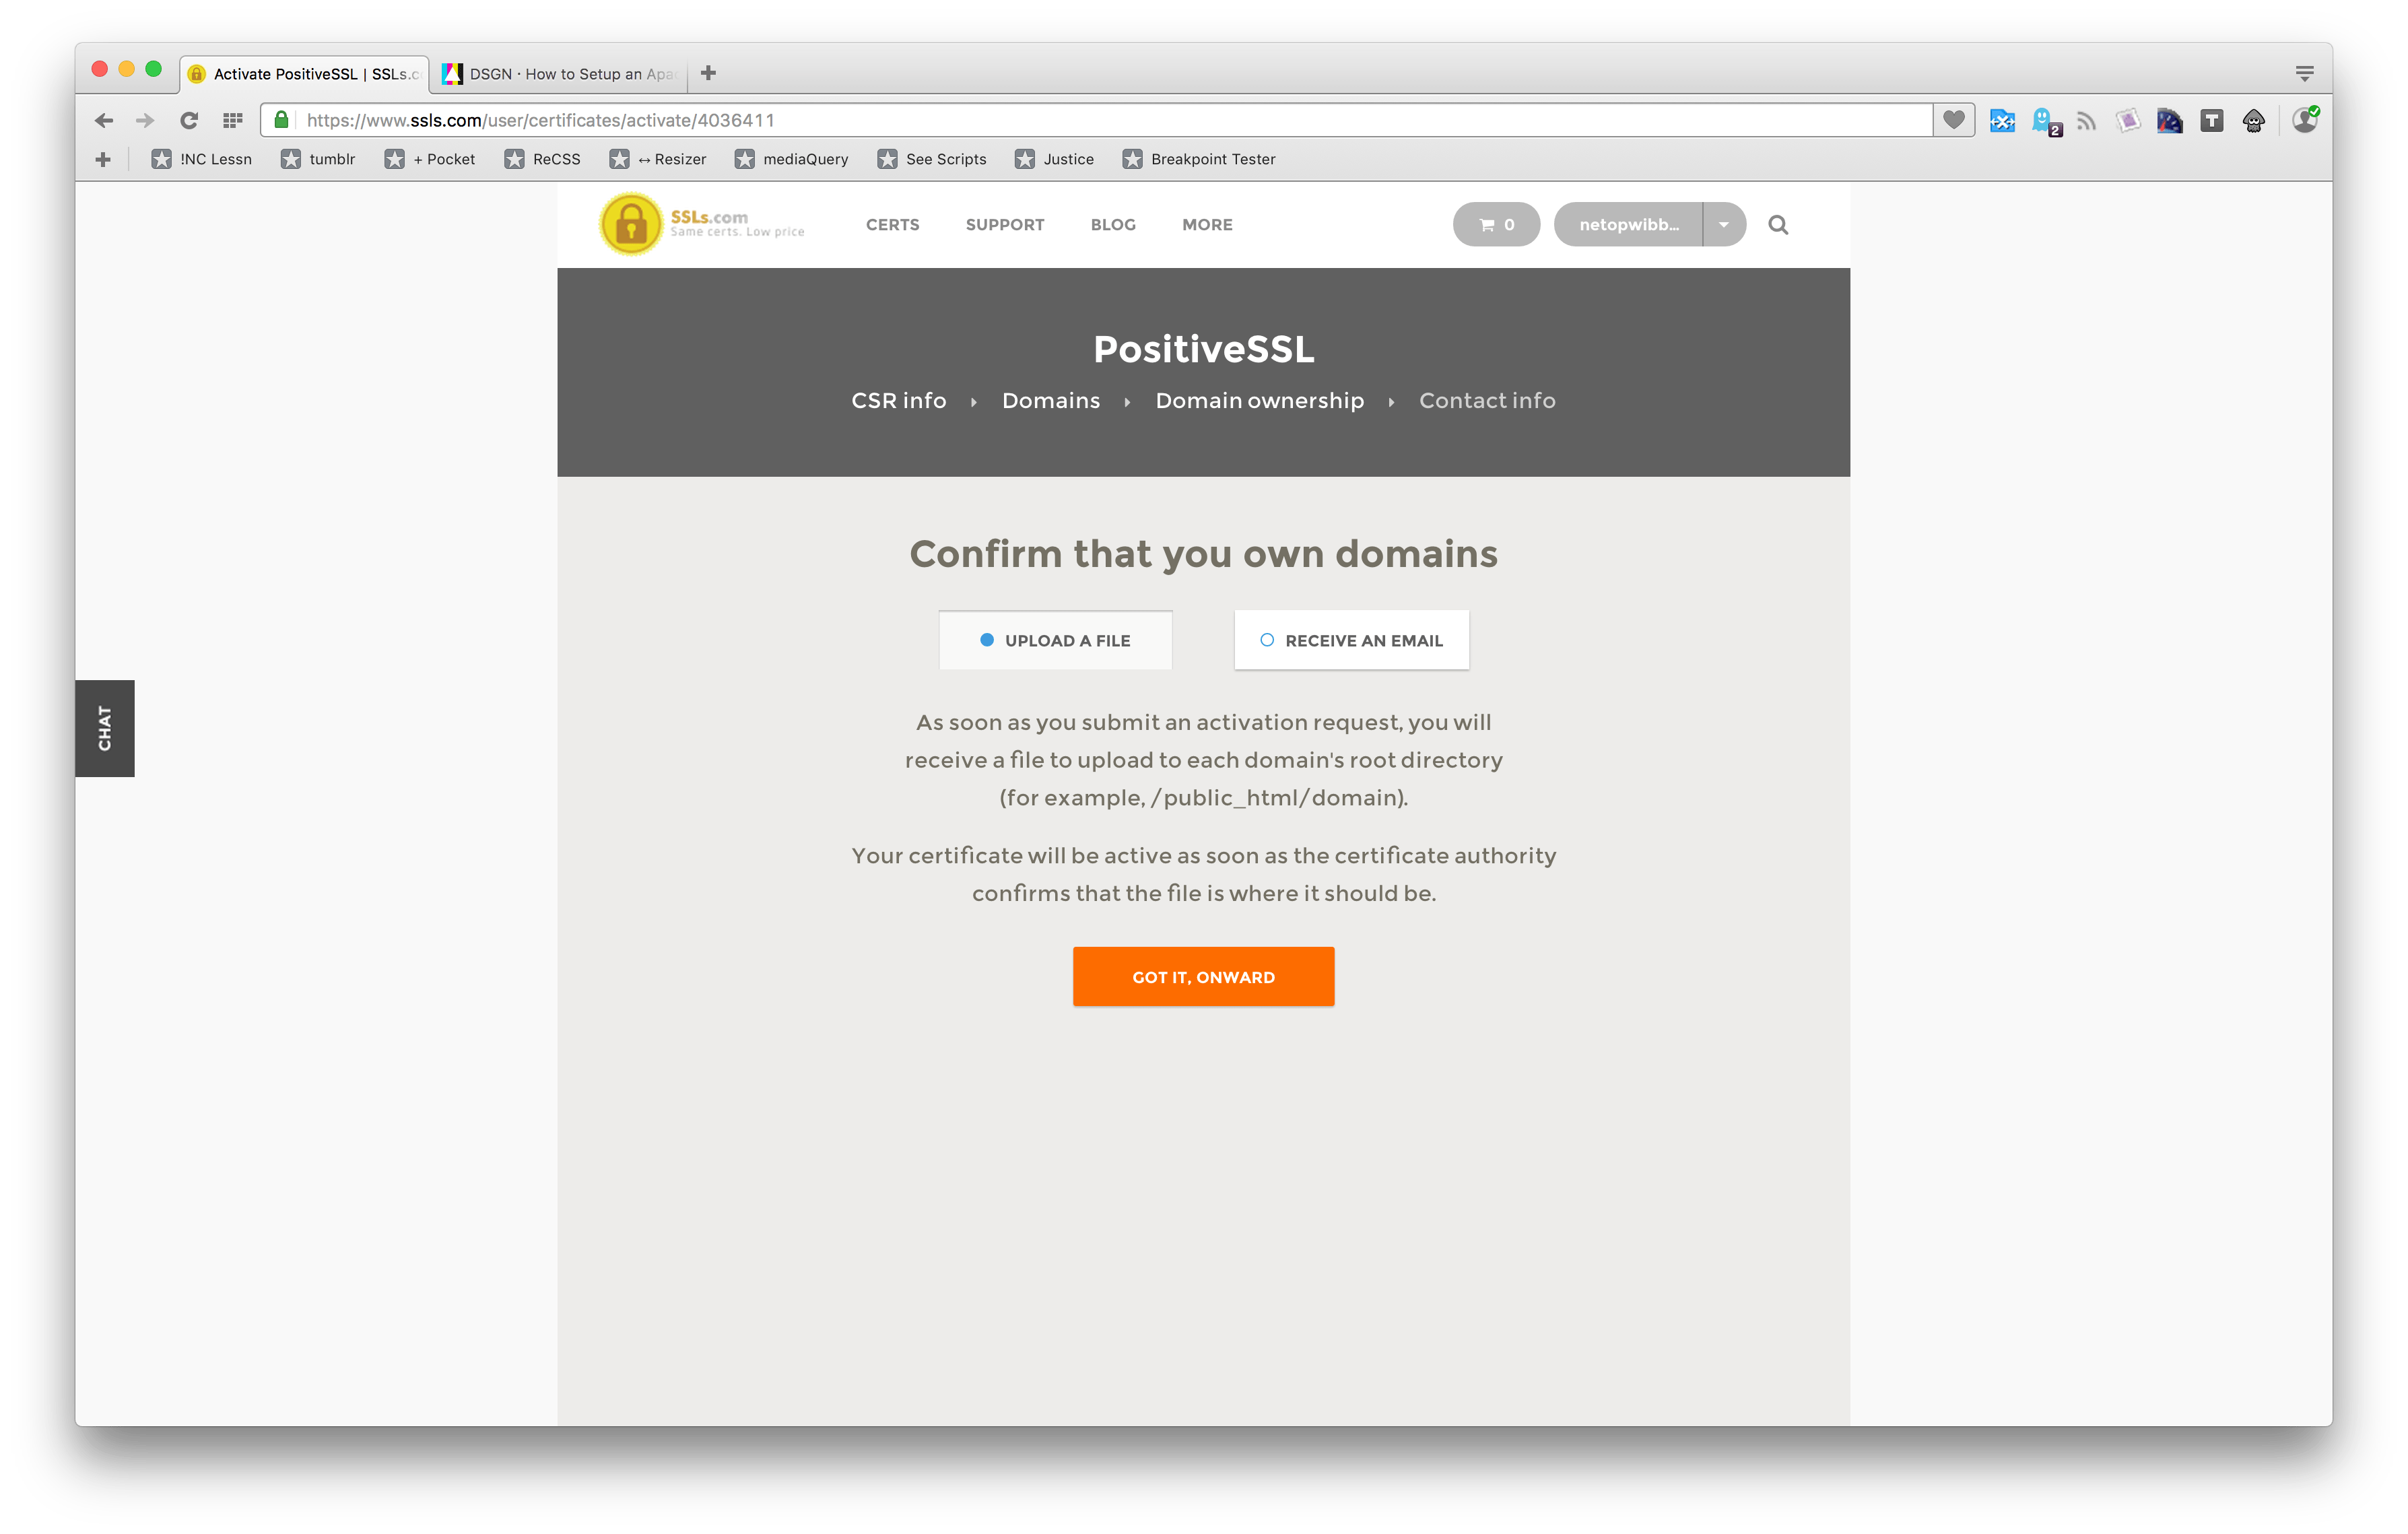 Activate PositiveSSL | SSLs.c
DSGN · How to Setup an Apa
https://www.ssls.com/user/certificates/activate/4036411
2
T
!NC Lessn
tumblr
+ Pocket
ReCSS
↔ Resizer
mediaQuery
See Scripts
Justice
Breakpoint Tester
SSLs.com
Same certs. Low price
CERTS
SUPPORT
BLOG
MORE
0
netopwibb...
PositiveSSL
CSR info
Domains
Domain ownership
Contact info
Confirm that you own domains
UPLOAD A FILE
RECEIVE AN EMAIL
CHAT
As soon as you submit an activation request, you will
receive a file to upload to each domain's root directory
(for example, /public_html/domain).
Your certificate will be active as soon as the certificate authority
confirms that the file is where it should be.
GOT IT, ONWARD